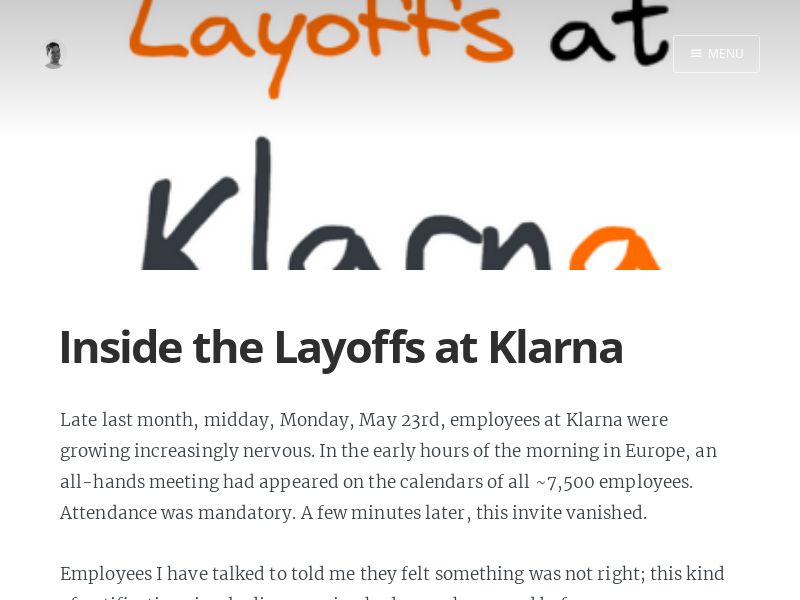 Layoffs at
MENU
Klarna
Inside the Layoffs at Klarna
Late last month, midday, Monday, May 23rd, employees at Klarna were
growing increasingly nervous. In the early hours of the morning in Europe, an
all-hands meeting had appeared on the calendars of all ~7,500 employees.
Attendance was mandatory. A few minutes later, this invite vanished.
Employees I have talked to told me they felt something was not right; this kind